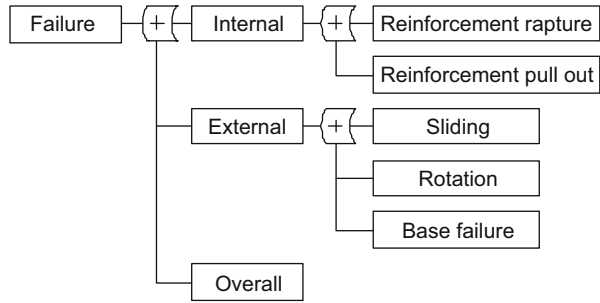 Failure + Internal + Reinforcement rapture
Reinforcement pull out
External + Sliding
Rotation
Base failure
Overall